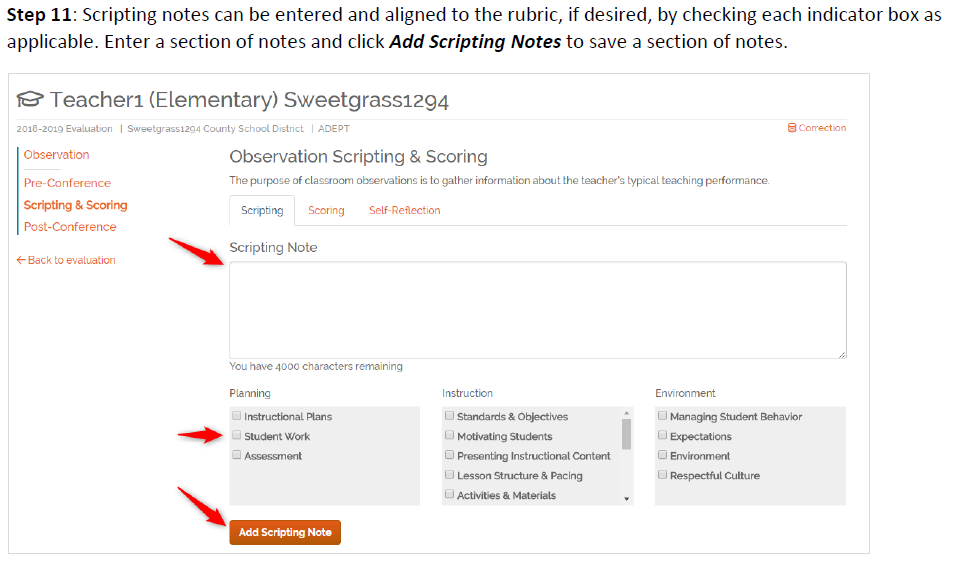 Step 11: Scripting notes can be entered and aligned to the rubric, if desired, by checking each indicator box as
applicable. Enter a section of notes and click Add Scripting Notes to save a section of notes.
Teacher1 (Elementary) Sweetgrass1294
2018-2019 Evaluation | Sweetgrass1294 County School District | ADEPT
Correction
Observation
Pre-Conference
Scripting & Scoring
Post-Conference
← Back to evaluation
Observation Scripting & Scoring
The purpose of classroom observations is to gather information about the teacher's typical teaching performance.
Scripting Scoring Self-Reflection
Scripting Note
You have 4000 characters remaining
Planning
Instructional Plans
Student Work
Assessment
Instruction
Standards & Objectives
Motivating Students
Presenting Instructional Content
Lesson Structure & Pacing
Activities & Materials
Environment
Managing Student Behavior
Expectations
Environment
Respectful Culture
Add Scripting Note